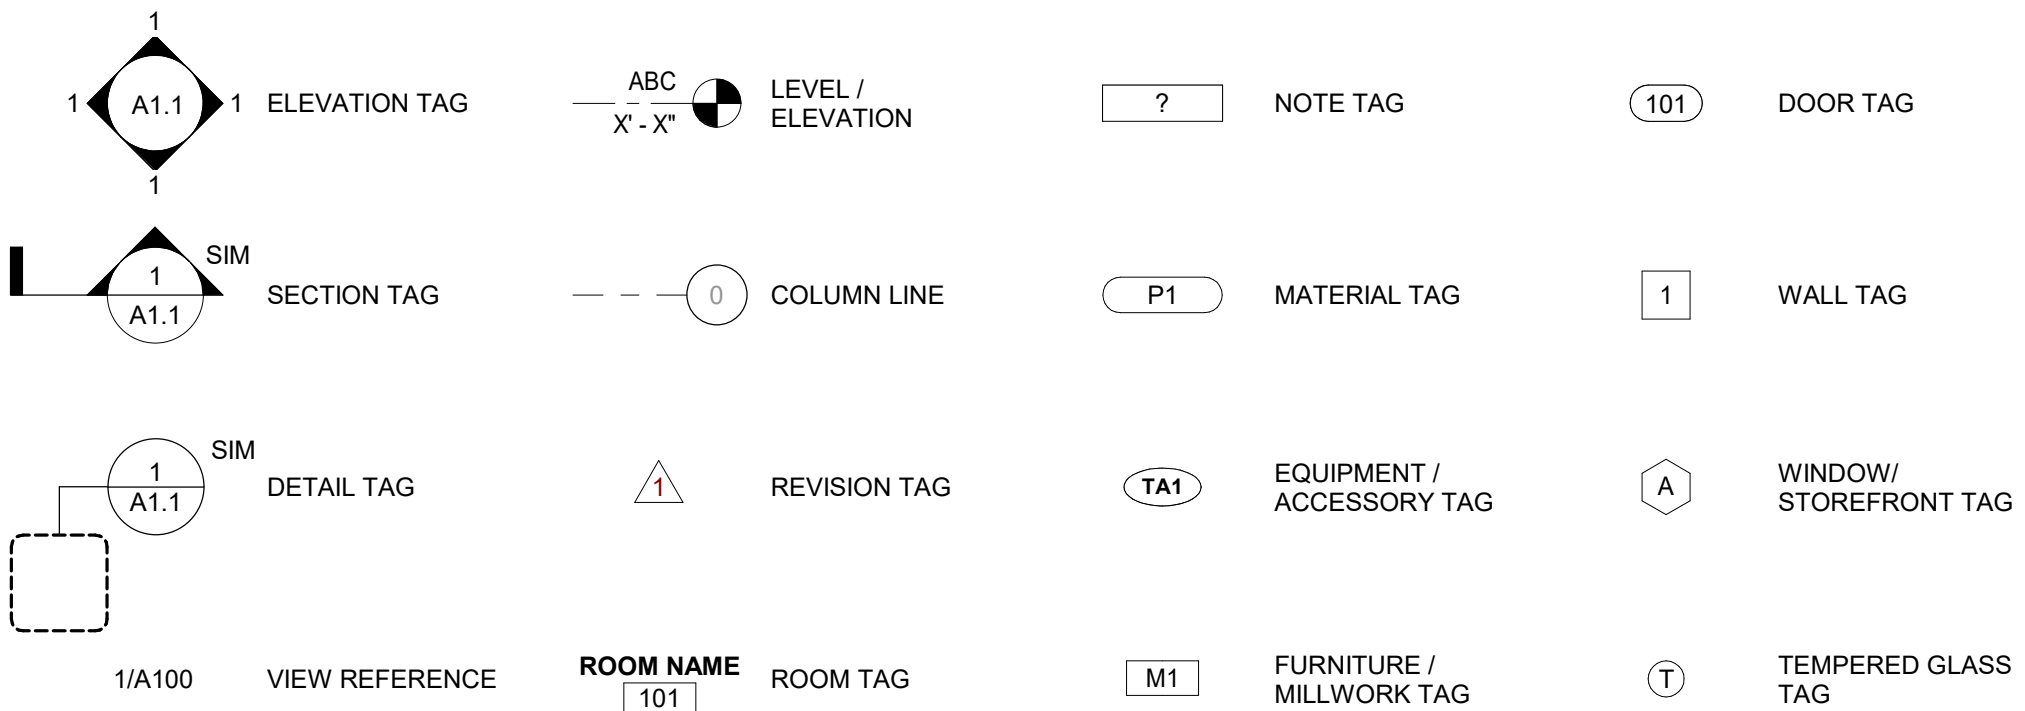 1
1 A1.1 1 ELEVATION TAG
1
ABC
X' - X"
LEVEL /
ELEVATION
? NOTE TAG
101 DOOR TAG
SIM
1
A1.1
SECTION TAG
0 COLUMN LINE
P1 MATERIAL TAG
1 WALL TAG
SIM
1
A1.1
DETAIL TAG
1 REVISION TAG
TA1
EQUIPMENT /
ACCESSORY TAG
A
WINDOW/
STOREFRONT TAG
1/A100 VIEW REFERENCE
ROOM NAME
101
ROOM TAG
M1
FURNITURE /
MILLWORK TAG
T
TEMPERED GLASS
TAG